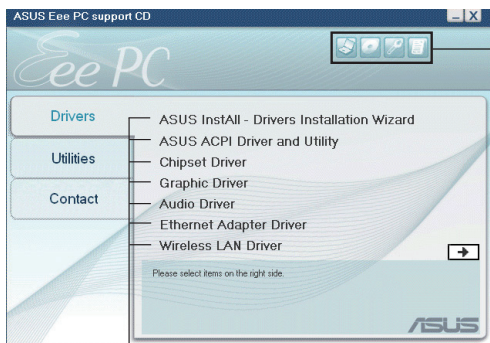 ASUS Eee PC support CD
Eee PC
Drivers
Utilities
Contact
ASUS InstAll - Drivers Installation Wizard
ASUS ACPI Driver and Utility
Chipset Driver
Graphic Driver
Audio Driver
Ethernet Adapter Driver
Wireless LAN Driver
Please select items on the right side.
ASUS